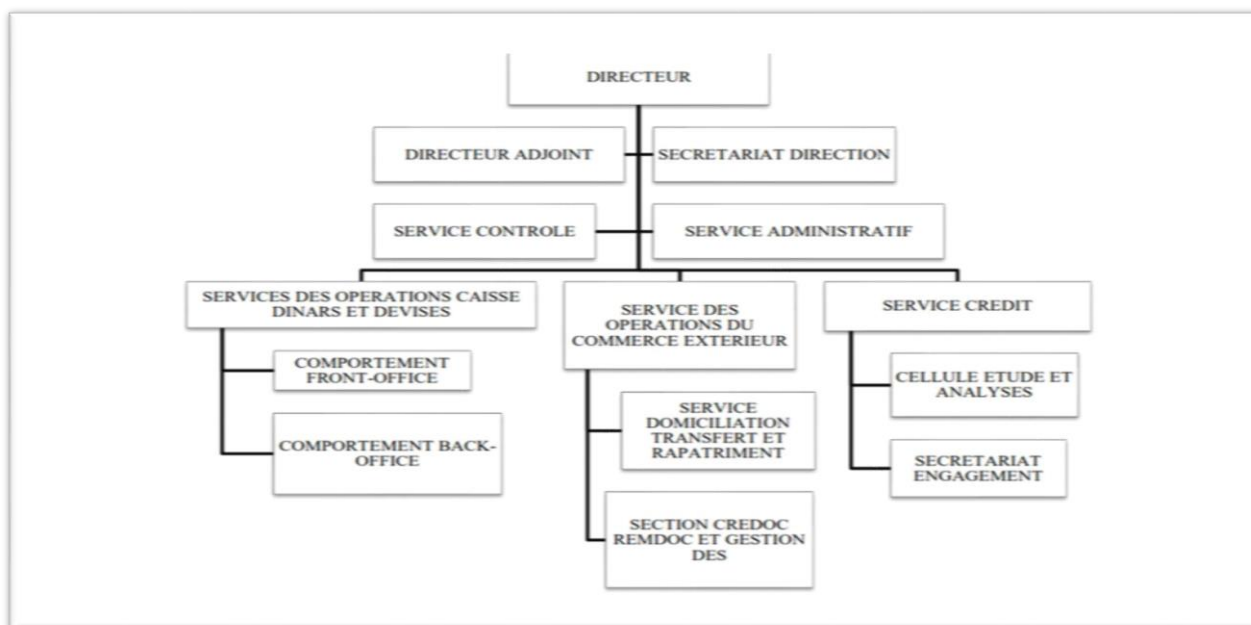 DIRECTEUR
DIRECTEUR ADJOINT
SECRETARIAT DIRECTION
SERVICE CONTROLE
SERVICE ADMINISTRATIF
SERVICES DES OPERATIONS CAISSE
DINARS ET DEVISES
COMPORTEMENT
FRONT-OFFICE
COMPORTEMENT BACK-
OFFICE
SERVICE DES
OPERATIONS DU
COMMERCE EXTERIEUR
SERVICE
DOMICILIATION
TRANSFERT ET
RAPATRIMENT
SECTION CREDOC
REMDOC ET GESTION
DES
SERVICE CREDIT
CELLULE ETUDE ET
ANALYSES
SECRETARIAT
ENGAGEMENT